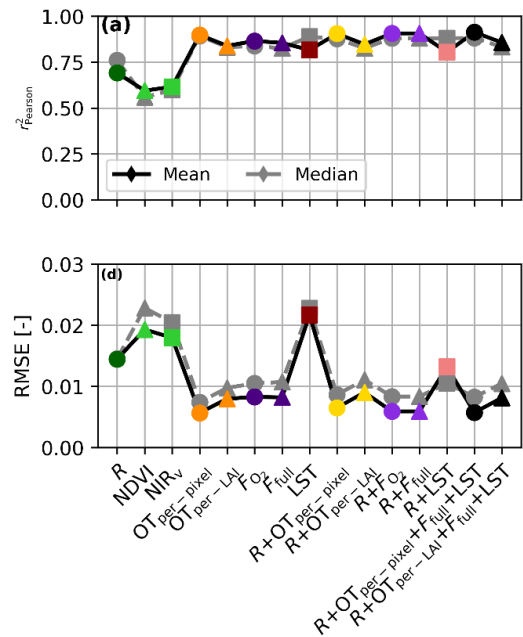 (a)
1.00
0.75
0.50
0.25
0.00
r²Pearson
Mean
Median
(d)
0.03
0.02
0.01
0.00
RMSE [-]
R
NDVI
NIRv
OTper−pixel
OTper−LAI
FO2
Ffull
LST
R+OTper−pixel
R+OTper−LAI
R+FO2
R+Ffull
R+LST
R+OTper−pixel+Ffull+LST
R+OTper−LAI+Ffull+LST